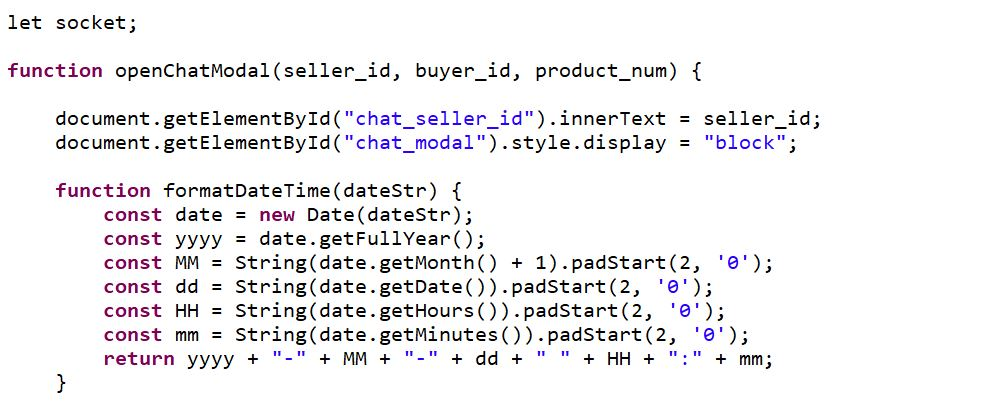 let socket;
function openChatModal(seller_id, buyer_id, product_num) {
document.getElementById("chat_seller_id").innerText = seller_id;
document.getElementById("chat_modal").style.display = "block";
function formatDateTime(dateStr) {
const date = new Date(dateStr);
const yyyy = date.getFullYear();
const MM = String(date.getMonth() + 1).padStart(2, '0');
const dd = String(date.getDate()).padStart(2, '0');
const HH = String(date.getHours()).padStart(2, '0');
const mm = String(date.getMinutes()).padStart(2, '0');
return yyyy + "-" + MM + "-" + dd + " " + HH + ":" + mm;
}